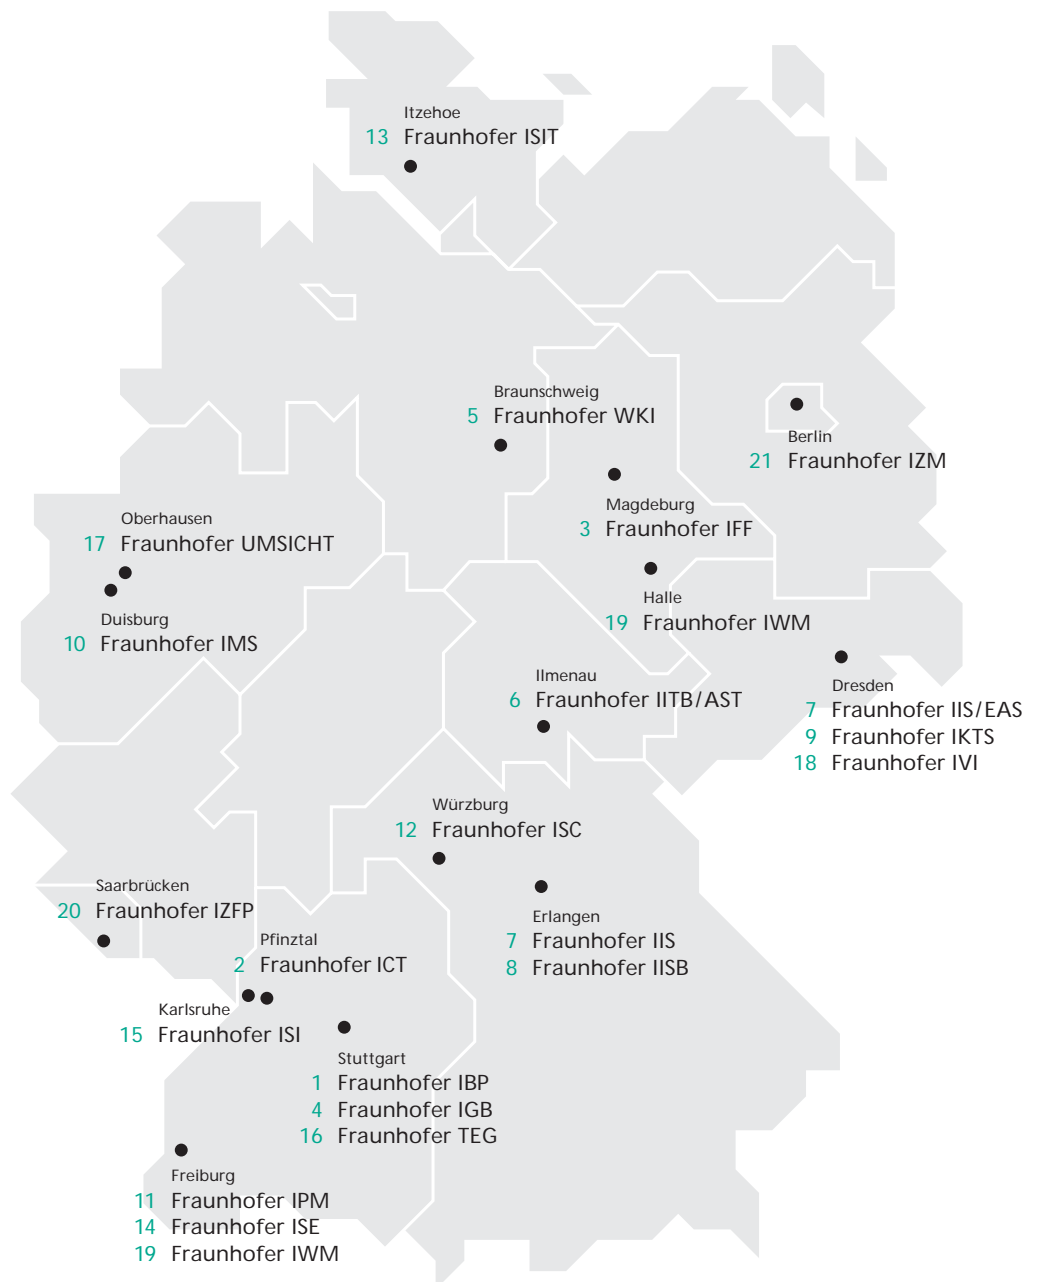 Itzehoe
13 Fraunhofer ISIT
Braunschweig
5 Fraunhofer WKI
Berlin
21 Fraunhofer IZM
Magdeburg
3 Fraunhofer IFF
Oberhausen
17 Fraunhofer UMSICHT
Duisburg
10 Fraunhofer IMS
Halle
19 Fraunhofer IWM
Ilmenau
6 Fraunhofer IITB/AST
Dresden
7 Fraunhofer IIS/EAS
9 Fraunhofer IKTS
18 Fraunhofer IVI
Würzburg
12 Fraunhofer ISC
Saarbrücken
20 Fraunhofer IZFP
Erlangen
7 Fraunhofer IIS
8 Fraunhofer IISB
Pfinztal
2 Fraunhofer ICT
Karlsruhe
15 Fraunhofer ISI
Stuttgart
1 Fraunhofer IBP
4 Fraunhofer IGB
16 Fraunhofer TEG
Freiburg
11 Fraunhofer IPM
14 Fraunhofer ISE
19 Fraunhofer IWM